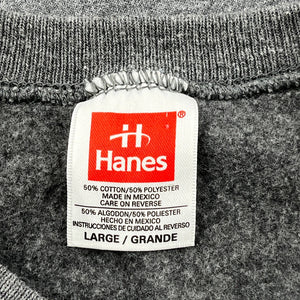 ®
Hanes
50% COTTON/50% POLYESTER
MADE IN MEXICO
CARE ON REVERSE
50% ALGODON/50% POLIESTER
HECHO EN MEXICO
INSTRUCCIONES DE CUIDADO AL REVERSO
LARGE / GRANDE